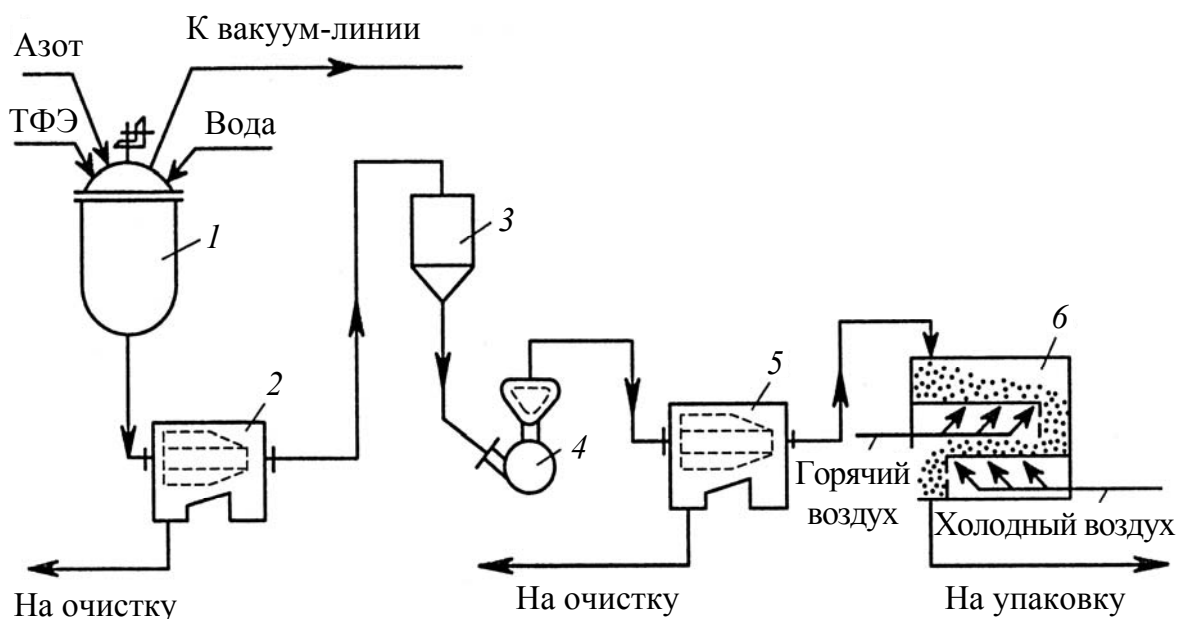 К вакуум-линии
Азот
ТФЭ
Вода
1
2
3
4
5
6
Горячий
воздух
Холодный воздух
На очистку
На очистку
На упаковку